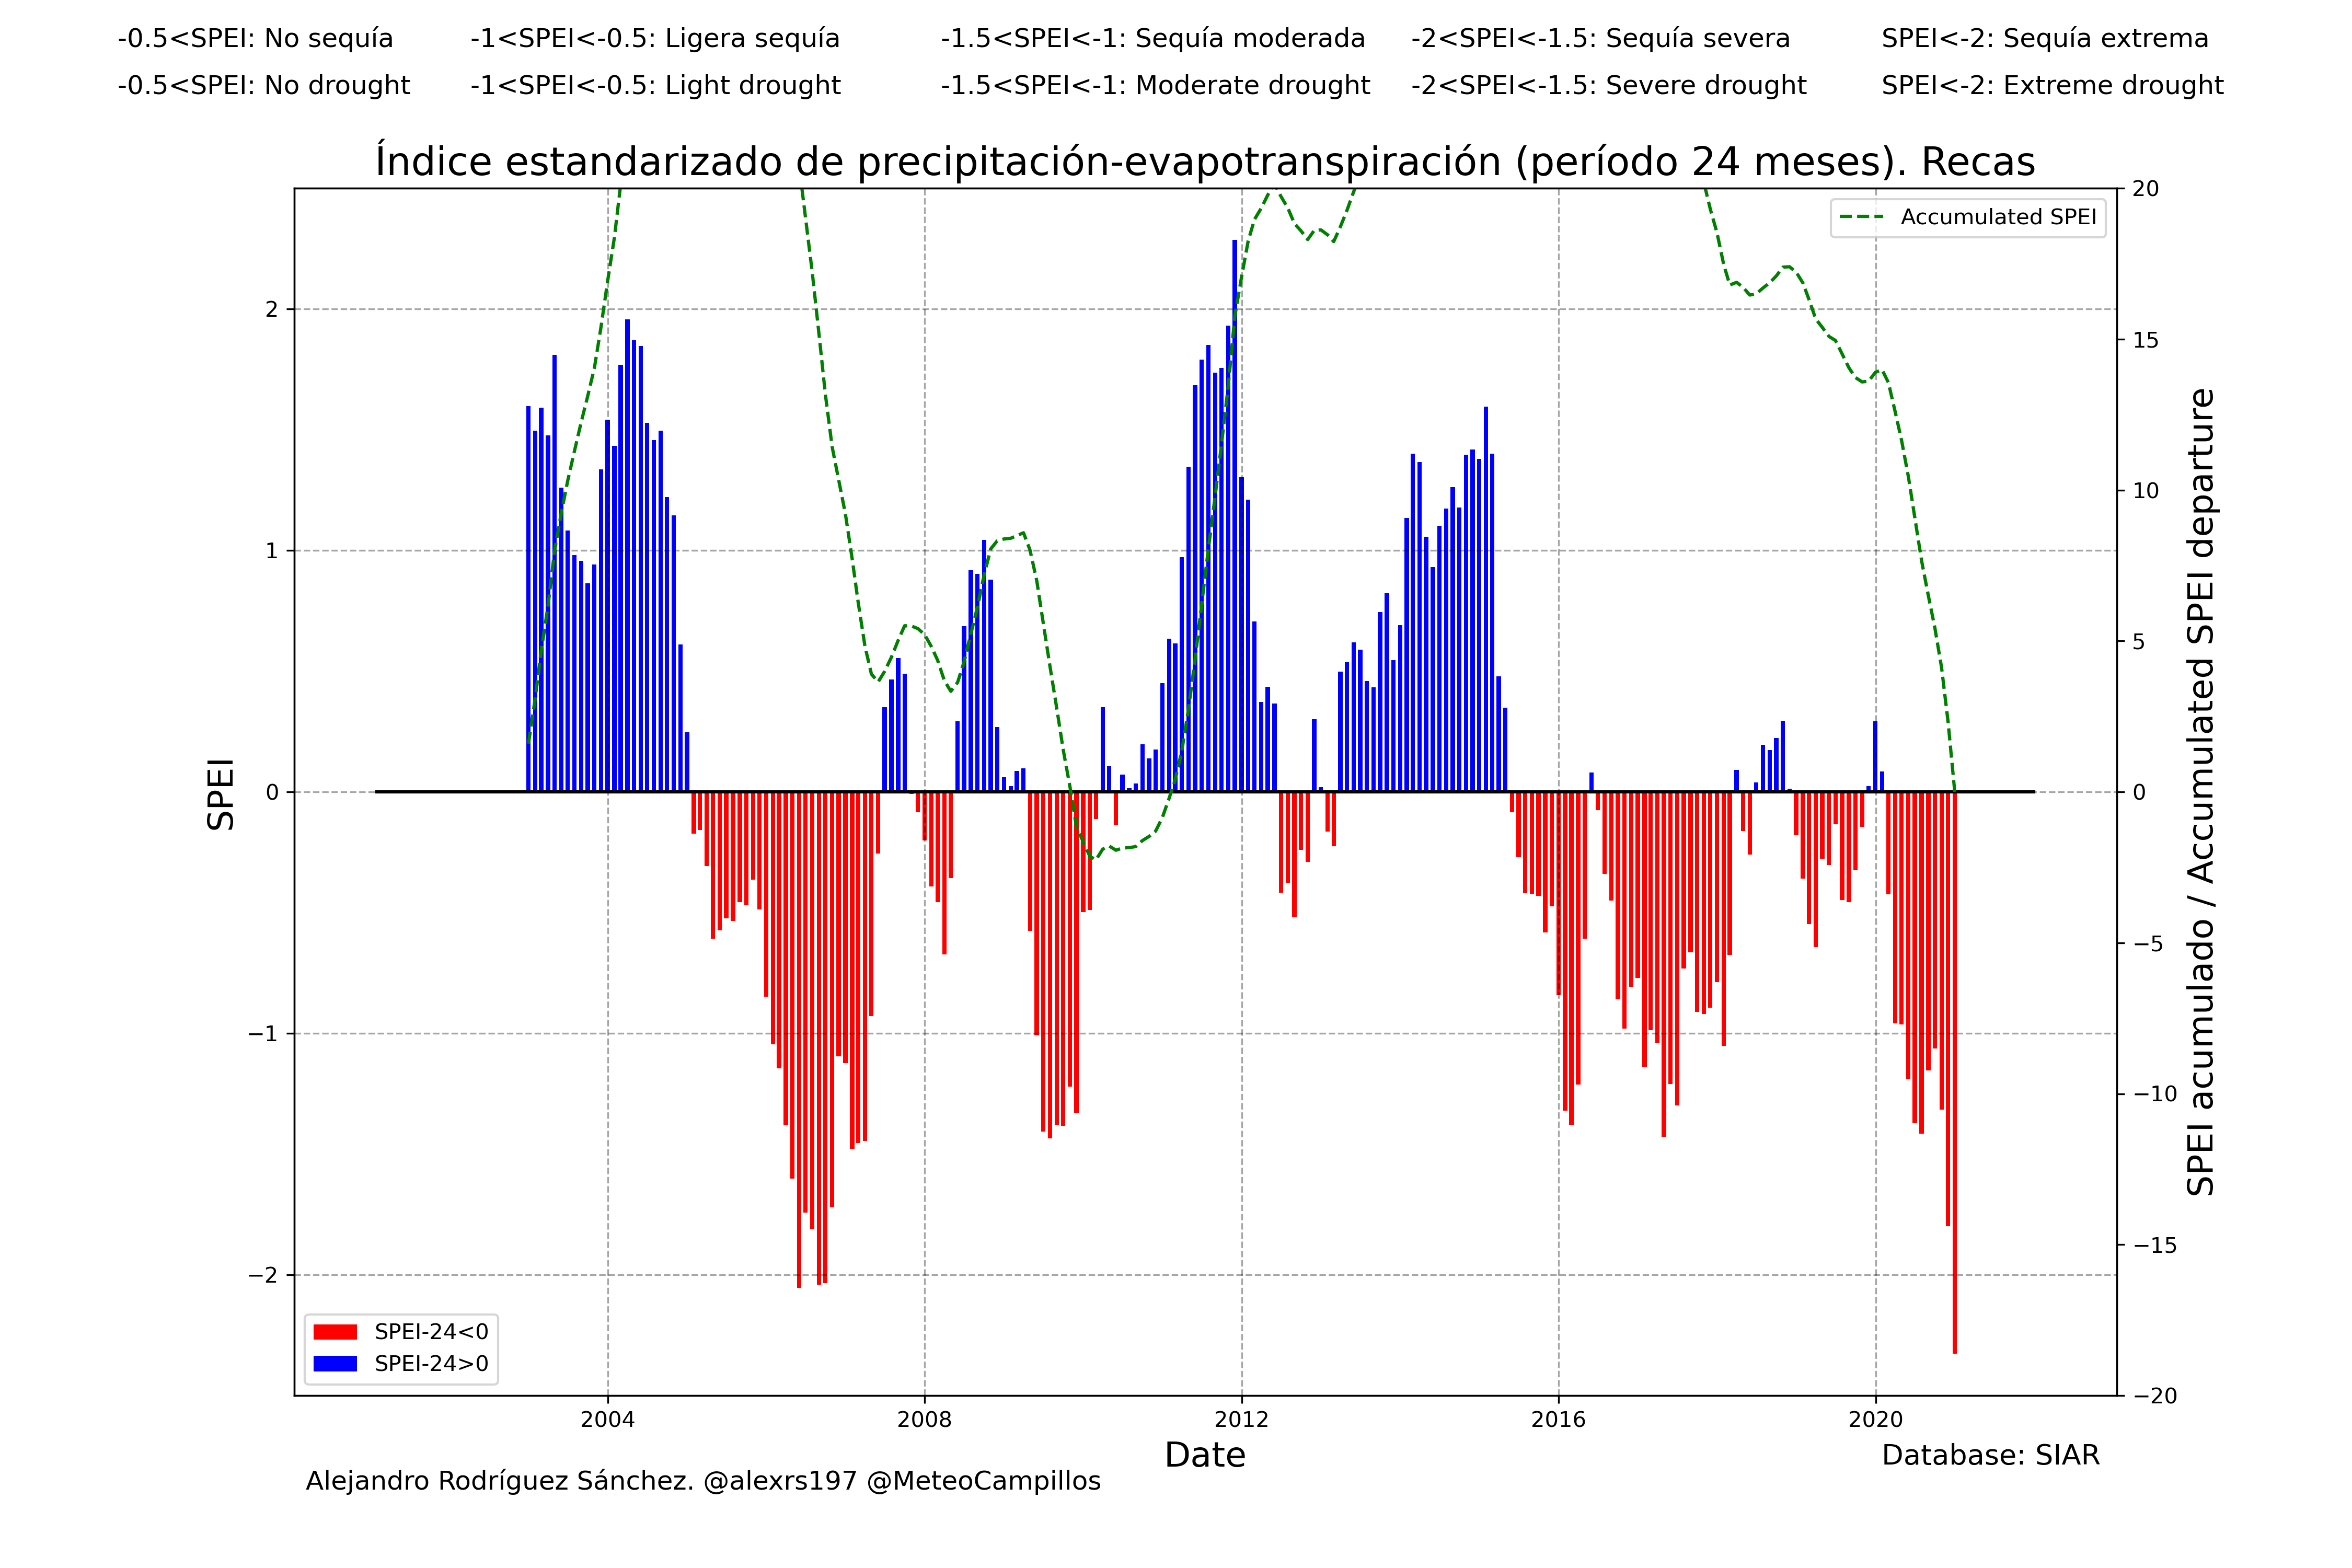 -0.5<SPEI: No sequía -1<SPEI<-0.5: Ligera sequía -1.5<SPEI<-1: Sequía moderada -2<SPEI<-1.5: Sequía severa SPEI<-2: Sequía extrema
-0.5<SPEI: No drought -1<SPEI<-0.5: Light drought -1.5<SPEI<-1: Moderate drought -2<SPEI<-1.5: Severe drought SPEI<-2: Extreme drought
Índice estandarizado de precipitación-evapotranspiración (período 24 meses). Recas
Accumulated SPEI
SPEI
2
1
0
−1
−2
20
15
10
5
0
−5
−10
−15
−20
SPEI acumulado / Accumulated SPEI departure
SPEI-24<0
SPEI-24>0
2004 2008 2012 2016 2020
Date
Database: SIAR
Alejandro Rodríguez Sánchez. @alexrs197 @MeteoCampillos